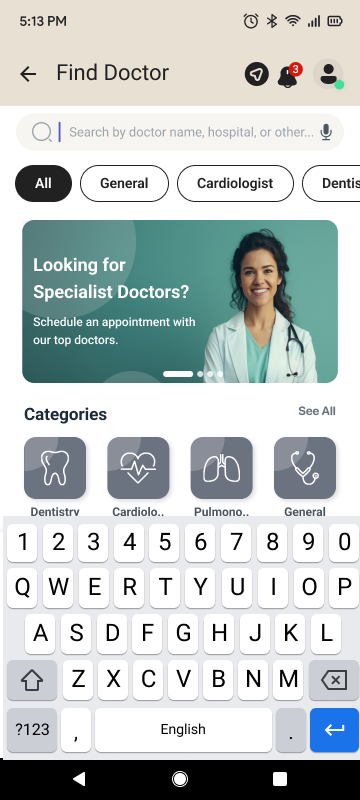 5:13 PM
Find Doctor
3
Search by doctor name, hospital, or other...
All
General
Cardiologist
Dentis
Looking for
Specialist Doctors?
Schedule an appointment with
our top doctors.
Categories
See All
Dentistry
Cardiolo..
Pulmono..
General
1 2 3 4 5 6 7 8 9 0
Q W E R T Y U I O P
A S D F G H J K L
Z X C V B N M
?123 , English .